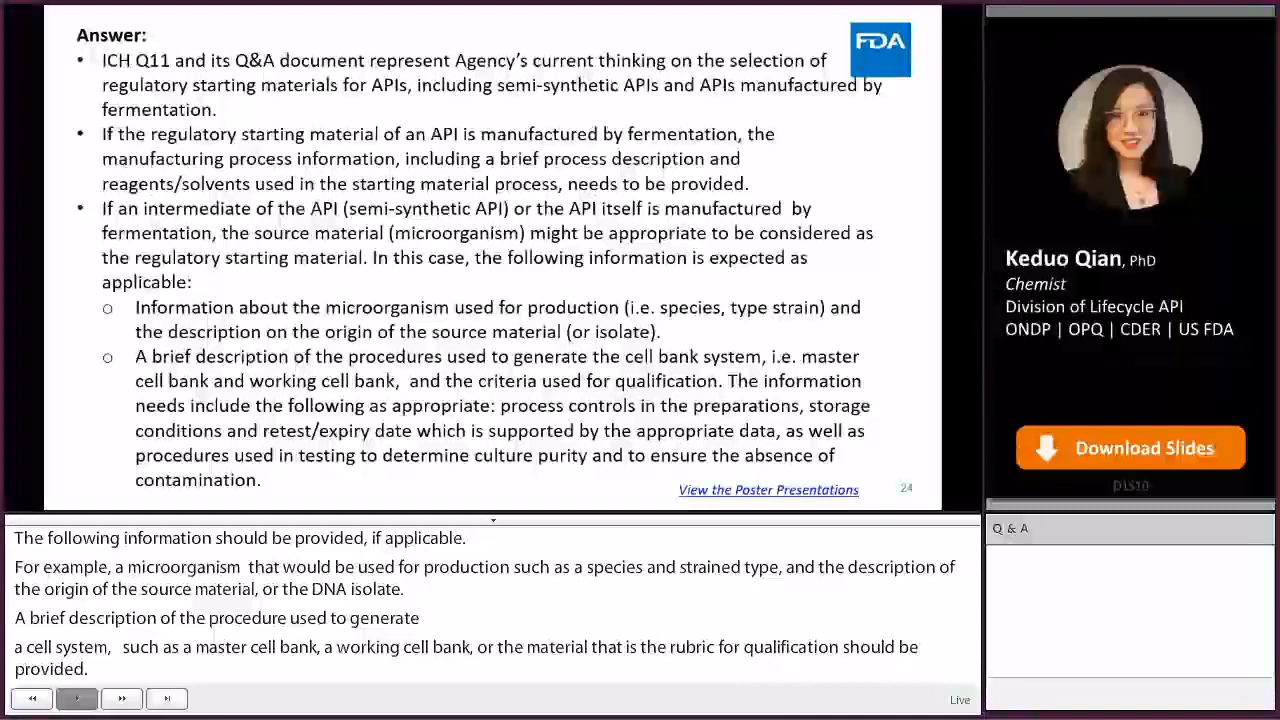 Answer:
FDA
• ICH Q11 and its Q&A document represent Agency's current thinking on the selection of
regulatory starting materials for APIs, including semi-synthetic APIs and APIs manufactured by
fermentation.
• If the regulatory starting material of an API is manufactured by fermentation, the
manufacturing process information, including a brief process description and
reagents/solvents used in the starting material process, needs to be provided.
• If an intermediate of the API (semi-synthetic API) or the API itself is manufactured by
fermentation, the source material (microorganism) might be appropriate to be considered as
the regulatory starting material. In this case, the following information is expected as
applicable:
o Information about the microorganism used for production (i.e. species, type strain) and
the description on the origin of the source material (or isolate).
o A brief description of the procedures used to generate the cell bank system, i.e. master
cell bank and working cell bank, and the criteria used for qualification. The information
needs include the following as appropriate: process controls in the preparations, storage
conditions and retest/expiry date which is supported by the appropriate data, as well as
procedures used in testing to determine culture purity and to ensure the absence of
contamination.
View the Poster Presentations
24
Keduo Qian, PhD
Chemist
Division of Lifecycle API
ONDP | OPQ | CDER | US FDA
Download Slides
D1S10
The following information should be provided, if applicable.
For example, a microorganism that would be used for production such as a species and strained type, and the description of
the origin of the source material, or the DNA isolate.
A brief description of the procedure used to generate
a cell system, such as a master cell bank, a working cell bank, or the material that is the rubric for qualification should be
provided.
Live
Q & A